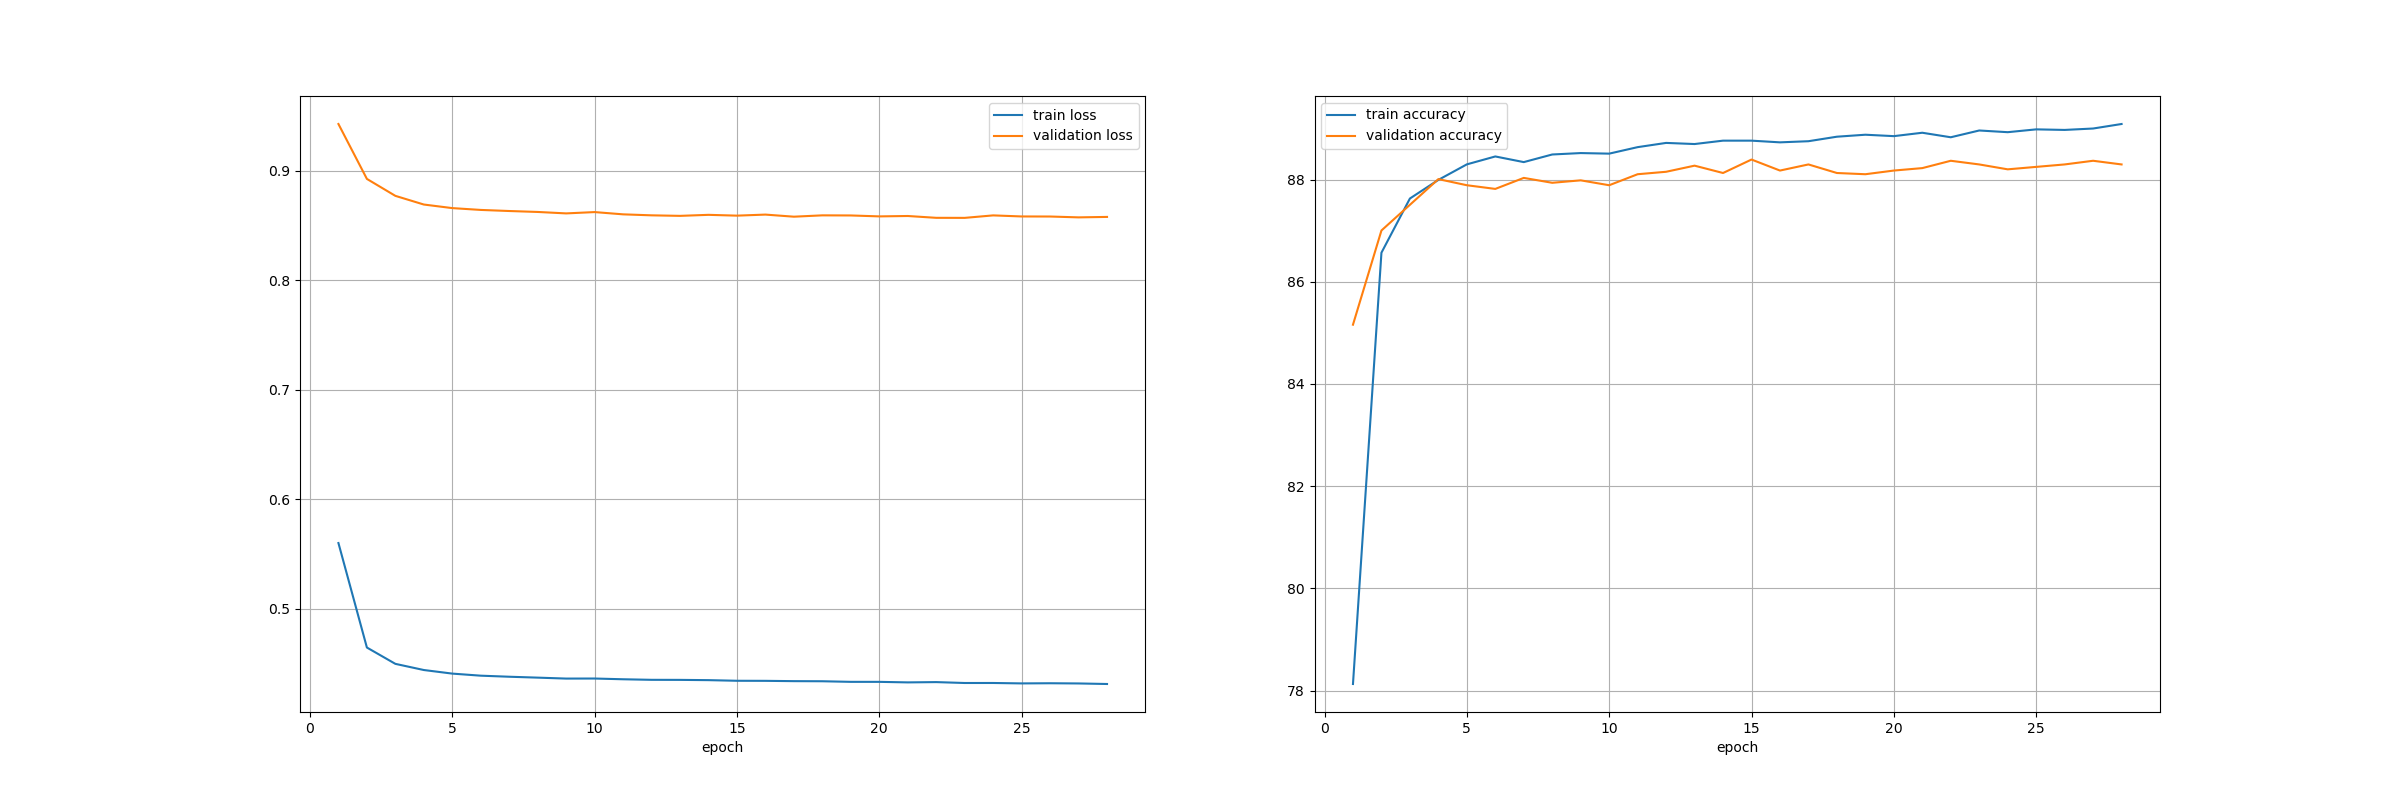 train loss
validation loss
0.9
0.8
0.7
0.6
0.5
0 5 10 15 20 25
epoch
train accuracy
validation accuracy
88
86
84
82
80
78
0 5 10 15 20 25
epoch